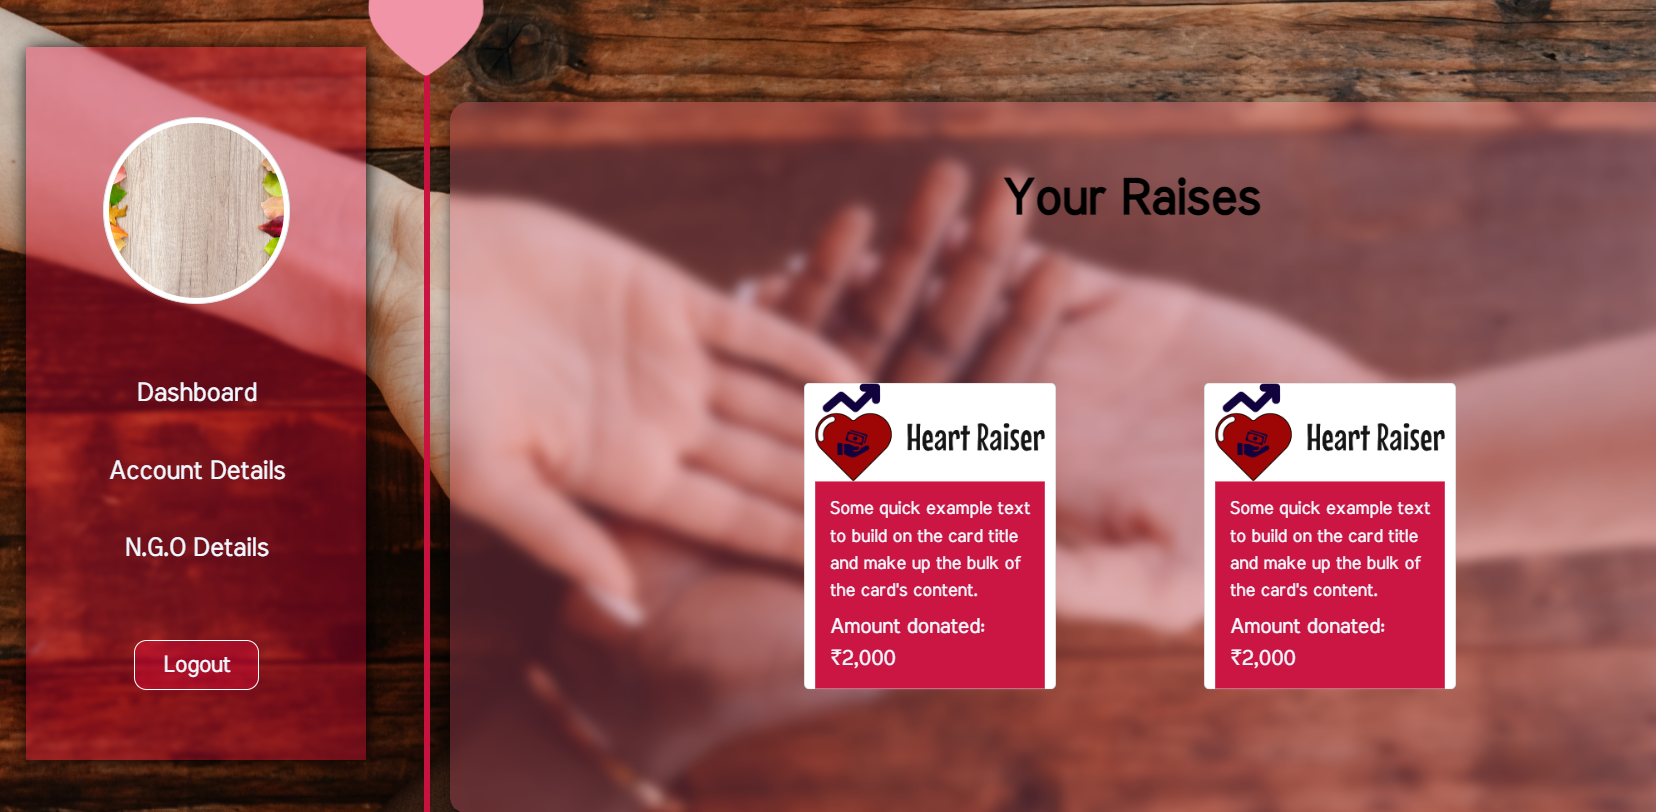 Dashboard
Account Details
N.G.O Details
Logout
Your Raises
Heart Raiser
Some quick example text
to build on the card title
and make up the bulk of
the card's content.
Amount donated:
₹2,000
Heart Raiser
Some quick example text
to build on the card title
and make up the bulk of
the card's content.
Amount donated:
₹2,000